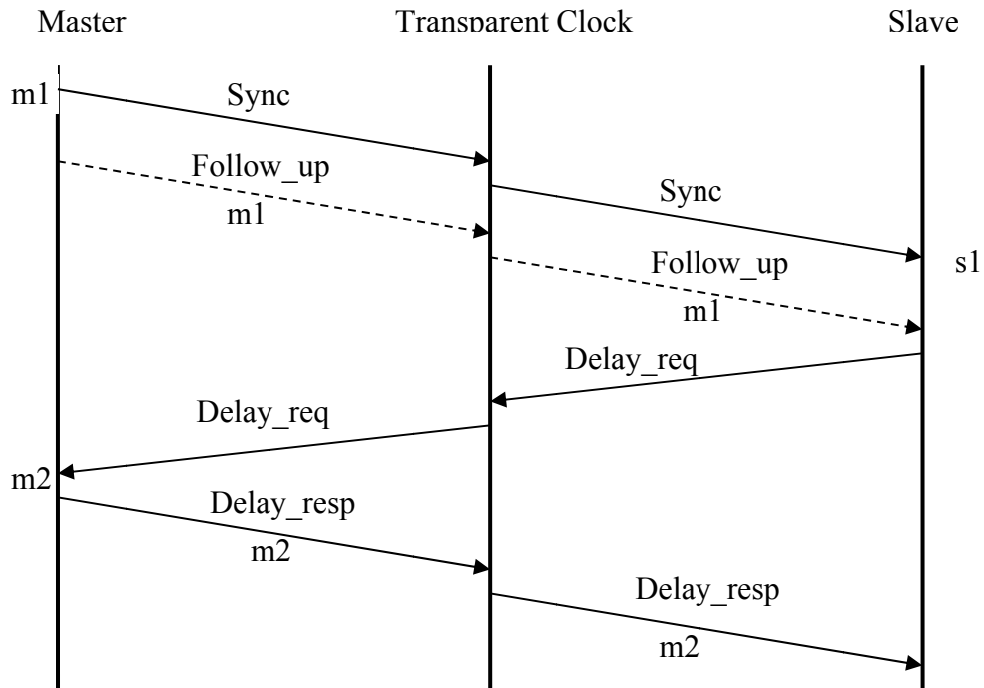 Master
Transparent Clock
Slave
m1
Sync
Follow_up
m1
Sync
Follow_up
m1
s1
Delay_req
Delay_req
m2
Delay_resp
m2
Delay_resp
m2